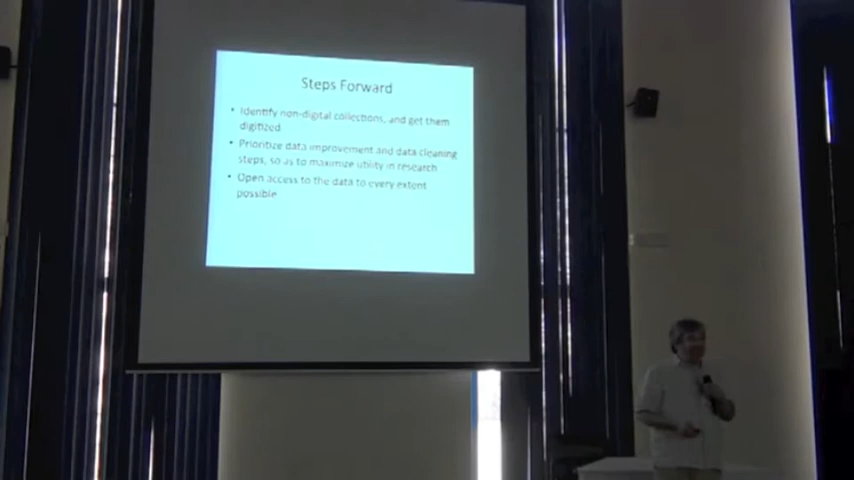 Steps Forward
• Identify non-digital collections, and get them
digitized
• Prioritize data improvement and data cleaning
steps, so as to maximize utility in research
• Open access to the data to every extent
possible